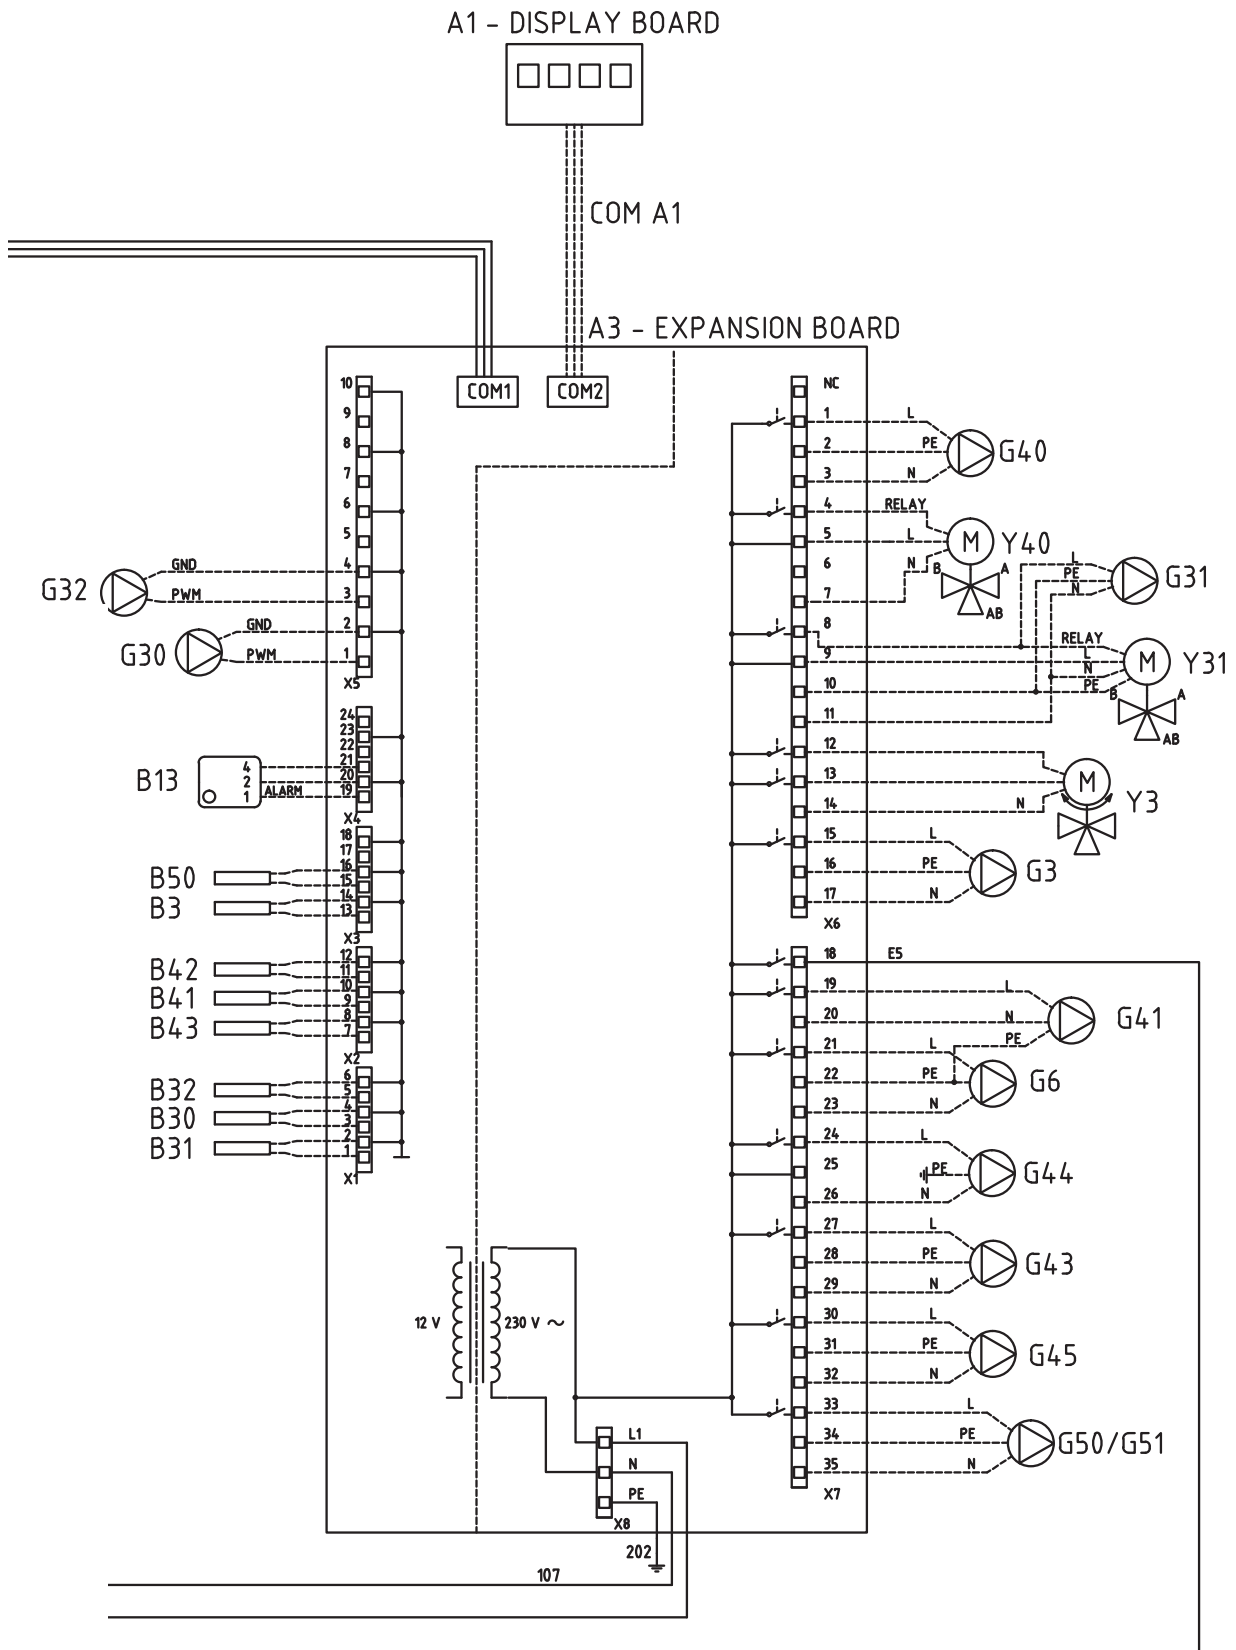 A1 - DISPLAY BOARD
COM A1
A3 - EXPANSION BOARD
COM1 COM2
10
9
8
7
6
5
4
3
2
1
X5
GND
G32
PWM
GND
G30
PWM
24
23
22
21
20
19
X4
B13
4
2
1 ALARM
18
17
16
15
14
13
X3
B50
B3
12
11
10
9
8
7
X2
B42
B41
B43
6
5
4
3
2
1
X1
B32
B30
B31
12 V 230 V ~
L1
N
PE
X8
202
107
NC
1 L
2 PE G40
3 N
4 RELAY
5 L M Y40
6 N B A
7 AB
L
PE G31
N
8 RELAY
9 L M Y31
N
10 PE B A
11 AB
12
13 M
14 N Y3
15 L
16 PE G3
17 N
X6
18 E5
19 L
20 N G41
PE
21 L
22 PE G6
23 N
24 L
25 PE G44
26 N
27 L
28 PE G43
29 N
30 L
31 PE G45
32 N
33 L
34 PE G50/G51
35 N
X7